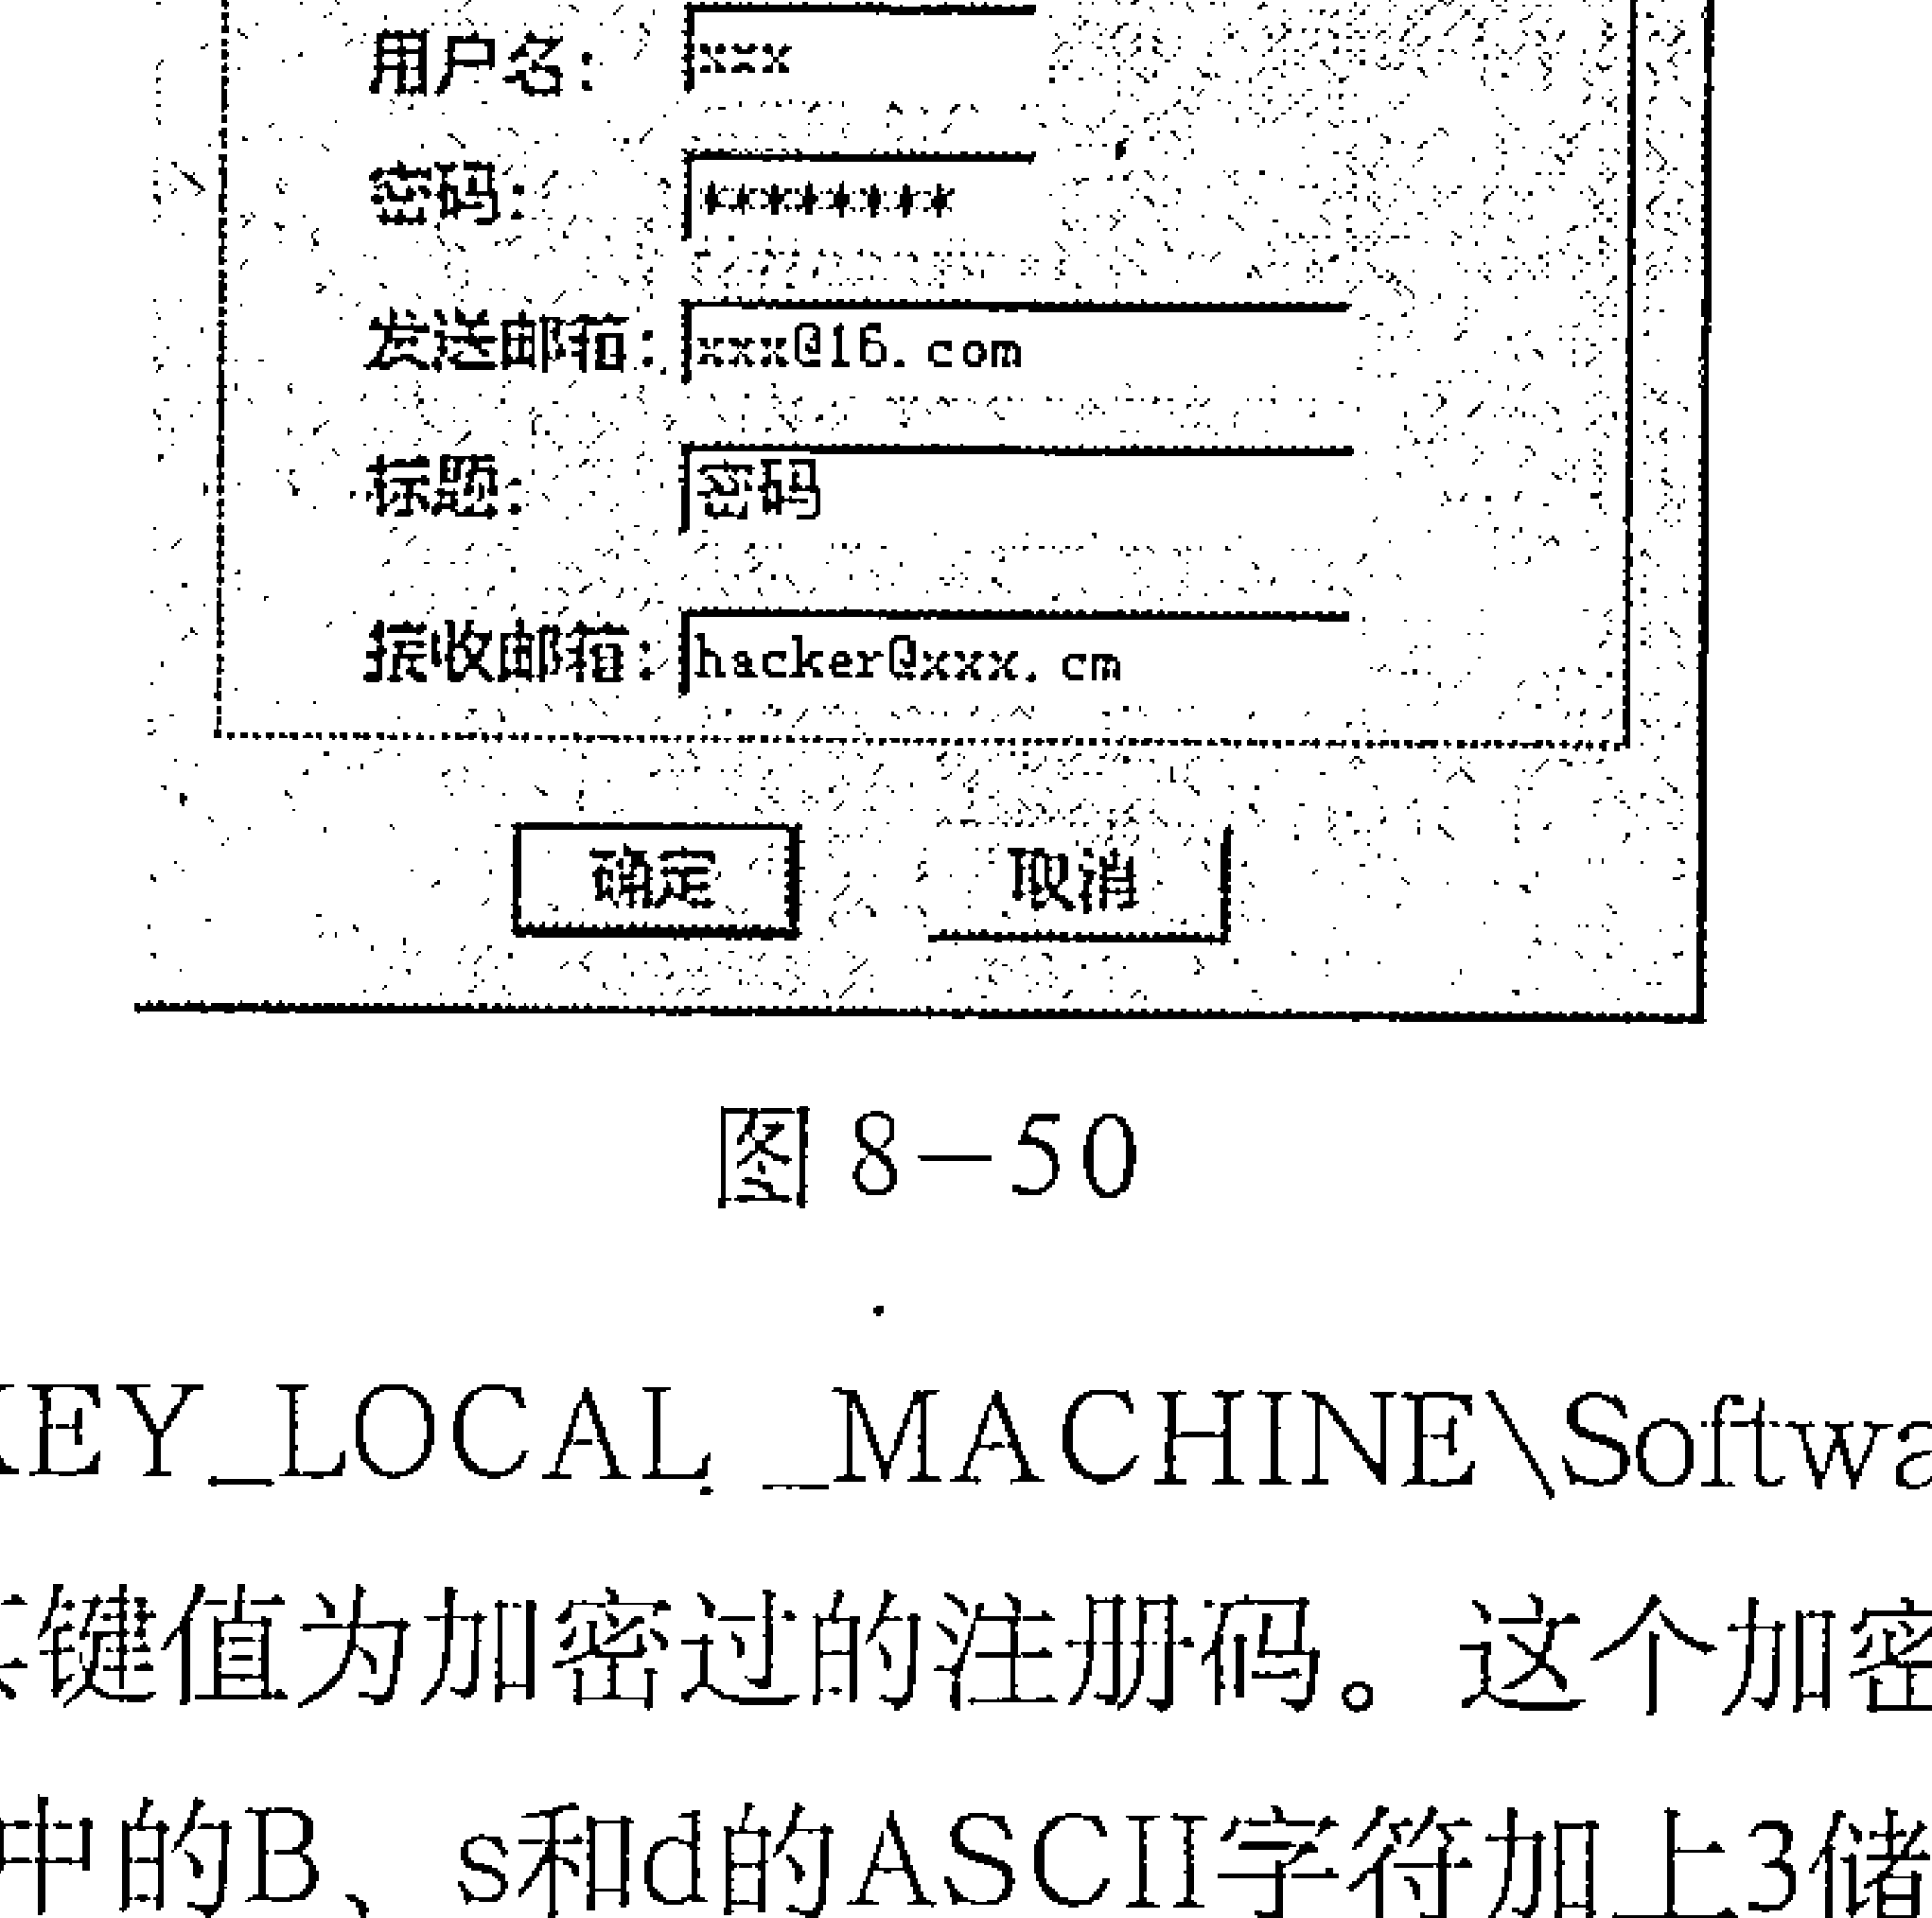 用户名: xxx
密码: ********
发送邮箱: xxx@16.com
标题: 密码
接收邮箱: hacker@xxx.cm
确定 取消
图 8-50
KEY_LOCAL _MACHINE\Softwa
键值为加密过的注册码。这个加密
中的B、s和d的ASCII字符加上3储